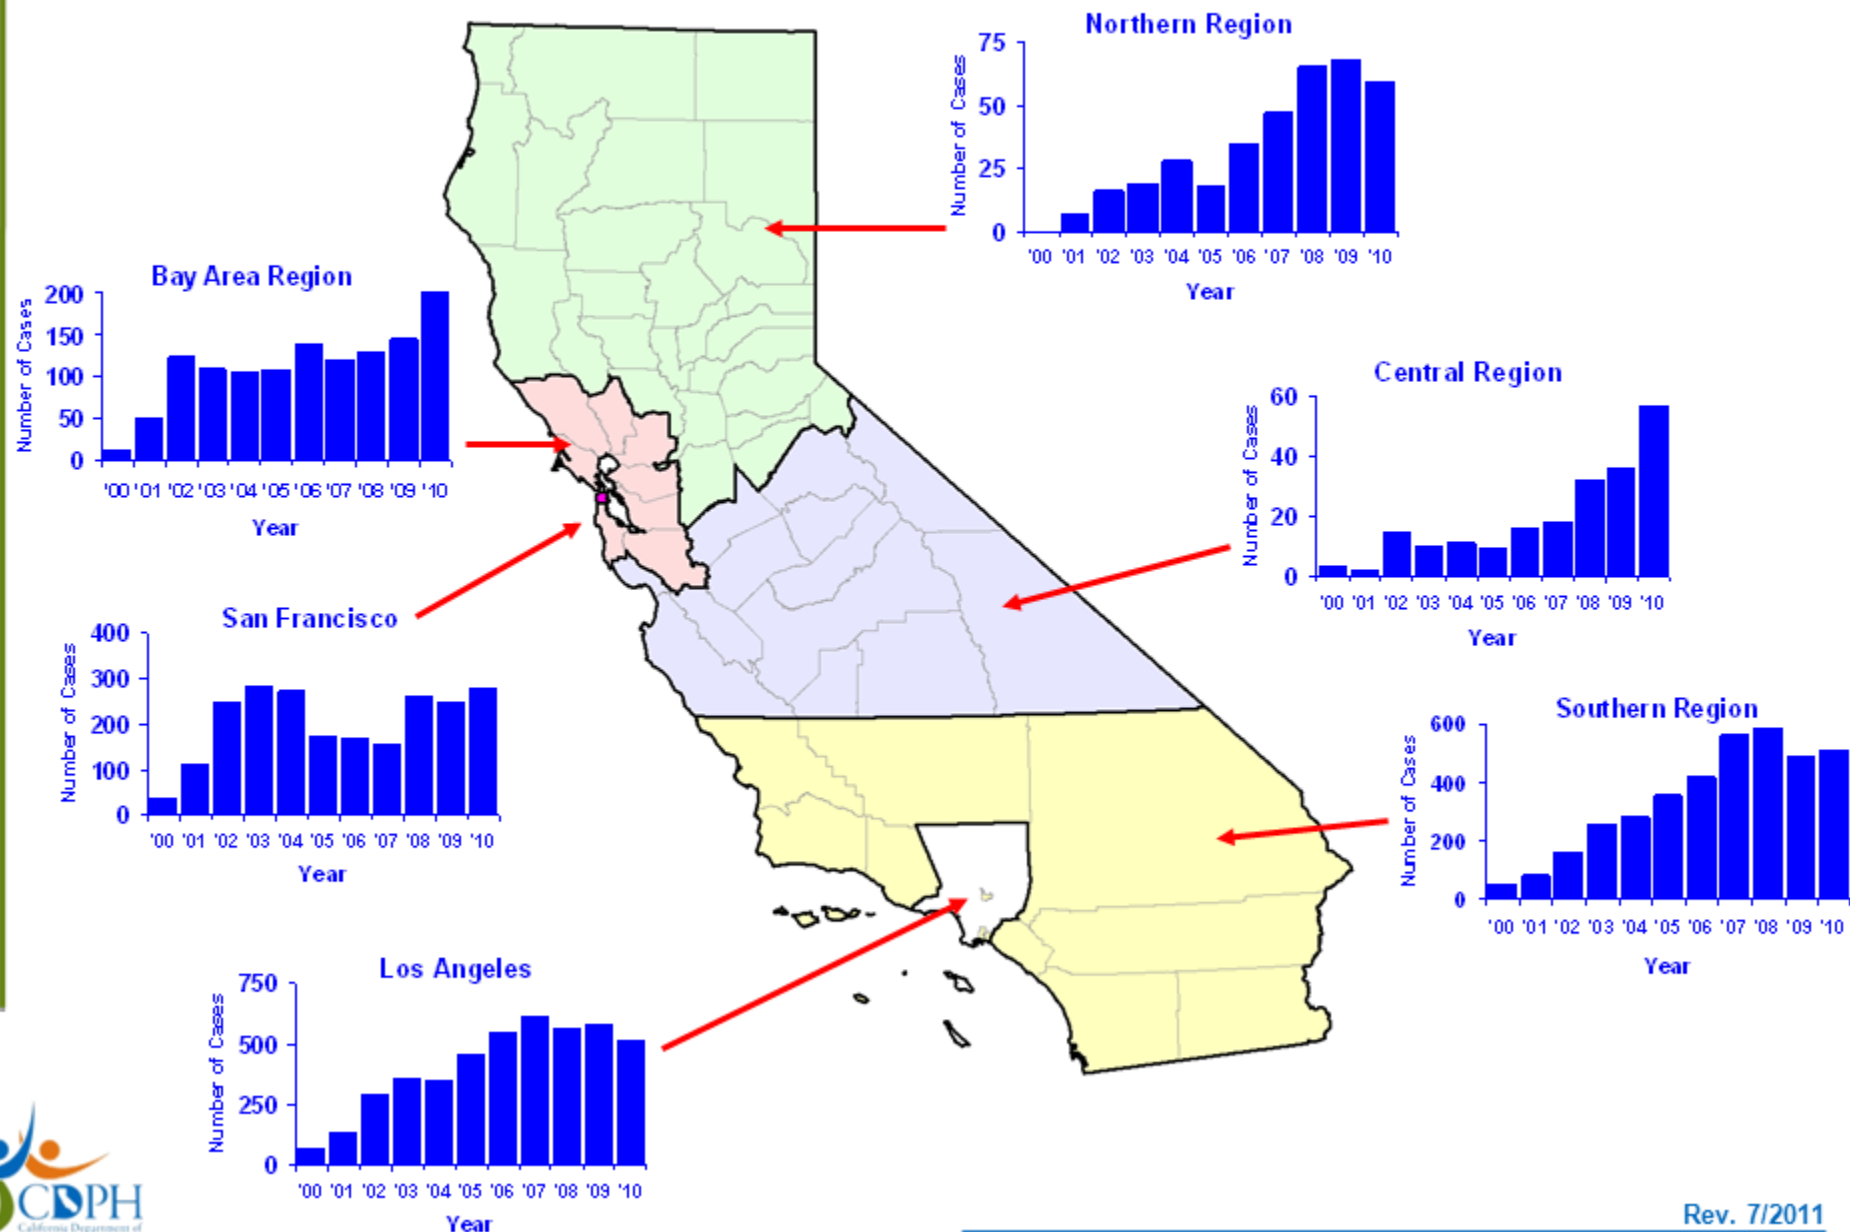 Northern Region
Number of Cases
75
50
25
0
'00 '01 '02 '03 '04 '05 '06 '07 '08 '09 '10
Year
Bay Area Region
Number of Cases
200
150
100
50
0
'00 '01 '02 '03 '04 '05 '06 '07 '08 '09 '10
Year
Central Region
Number of Cases
60
40
20
0
'00 '01 '02 '03 '04 '05 '06 '07 '08 '09 '10
Year
San Francisco
Number of Cases
400
300
200
100
0
'00 '01 '02 '03 '04 '05 '06 '07 '08 '09 '10
Year
Southern Region
Number of Cases
600
400
200
0
'00 '01 '02 '03 '04 '05 '06 '07 '08 '09 '10
Year
Los Angeles
Number of Cases
750
500
250
0
'00 '01 '02 '03 '04 '05 '06 '07 '08 '09 '10
Year
CDPH
California Department of
Rev. 7/2011